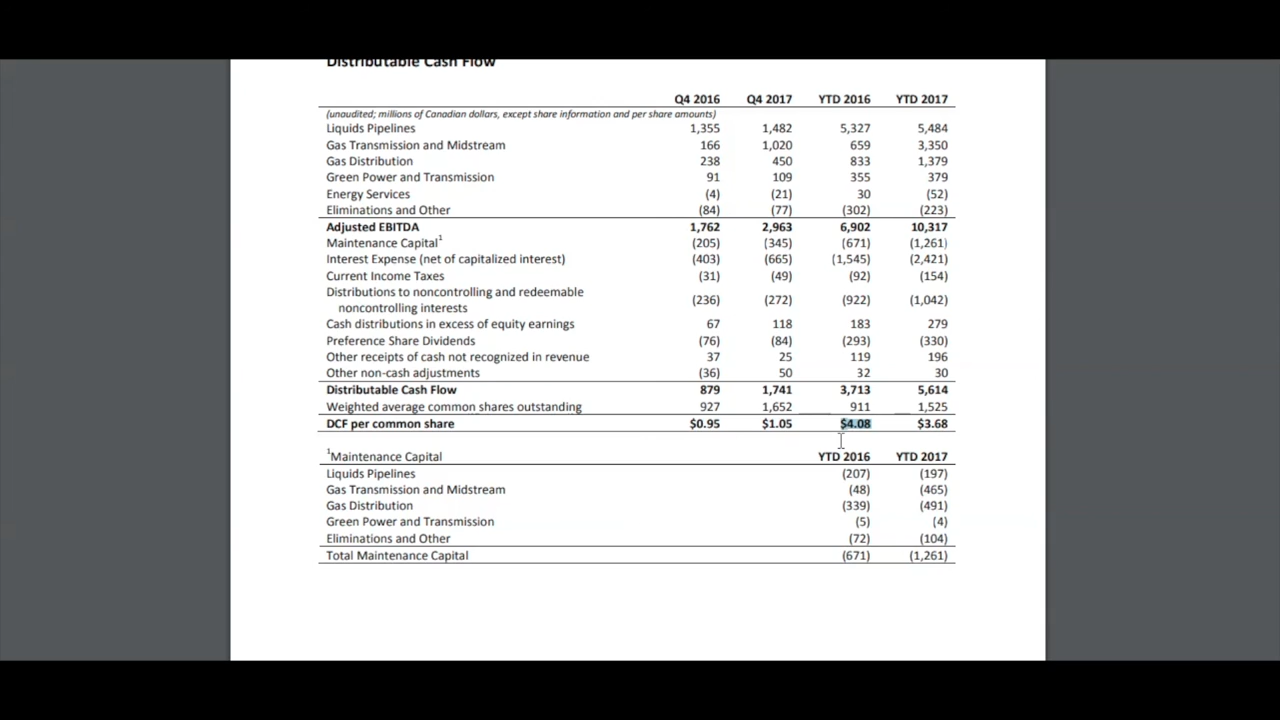 Distributable Cash Flow
Q4 2016 Q4 2017 YTD 2016 YTD 2017
(unaudited; millions of Canadian dollars, except share information and per share amounts)
Liquids Pipelines 1,355 1,482 5,327 5,484
Gas Transmission and Midstream 166 1,020 659 3,350
Gas Distribution 238 450 833 1,379
Green Power and Transmission 91 109 355 379
Energy Services (4) (21) 30 (52)
Eliminations and Other (84) (77) (302) (223)
Adjusted EBITDA 1,762 2,963 6,902 10,317
Maintenance Capital1 (205) (345) (671) (1,261)
Interest Expense (net of capitalized interest) (403) (665) (1,545) (2,421)
Current Income Taxes (31) (49) (92) (154)
Distributions to noncontrolling and redeemable
noncontrolling interests (236) (272) (922) (1,042)
Cash distributions in excess of equity earnings 67 118 183 279
Preference Share Dividends (76) (84) (293) (330)
Other receipts of cash not recognized in revenue 37 25 119 196
Other non-cash adjustments (36) 50 32 30
Distributable Cash Flow 879 1,741 3,713 5,614
Weighted average common shares outstanding 927 1,652 911 1,525
DCF per common share $0.95 $1.05 $4.08 $3.68
1Maintenance Capital YTD 2016 YTD 2017
Liquids Pipelines (207) (197)
Gas Transmission and Midstream (48) (465)
Gas Distribution (339) (491)
Green Power and Transmission (5) (4)
Eliminations and Other (72) (104)
Total Maintenance Capital (671) (1,261)